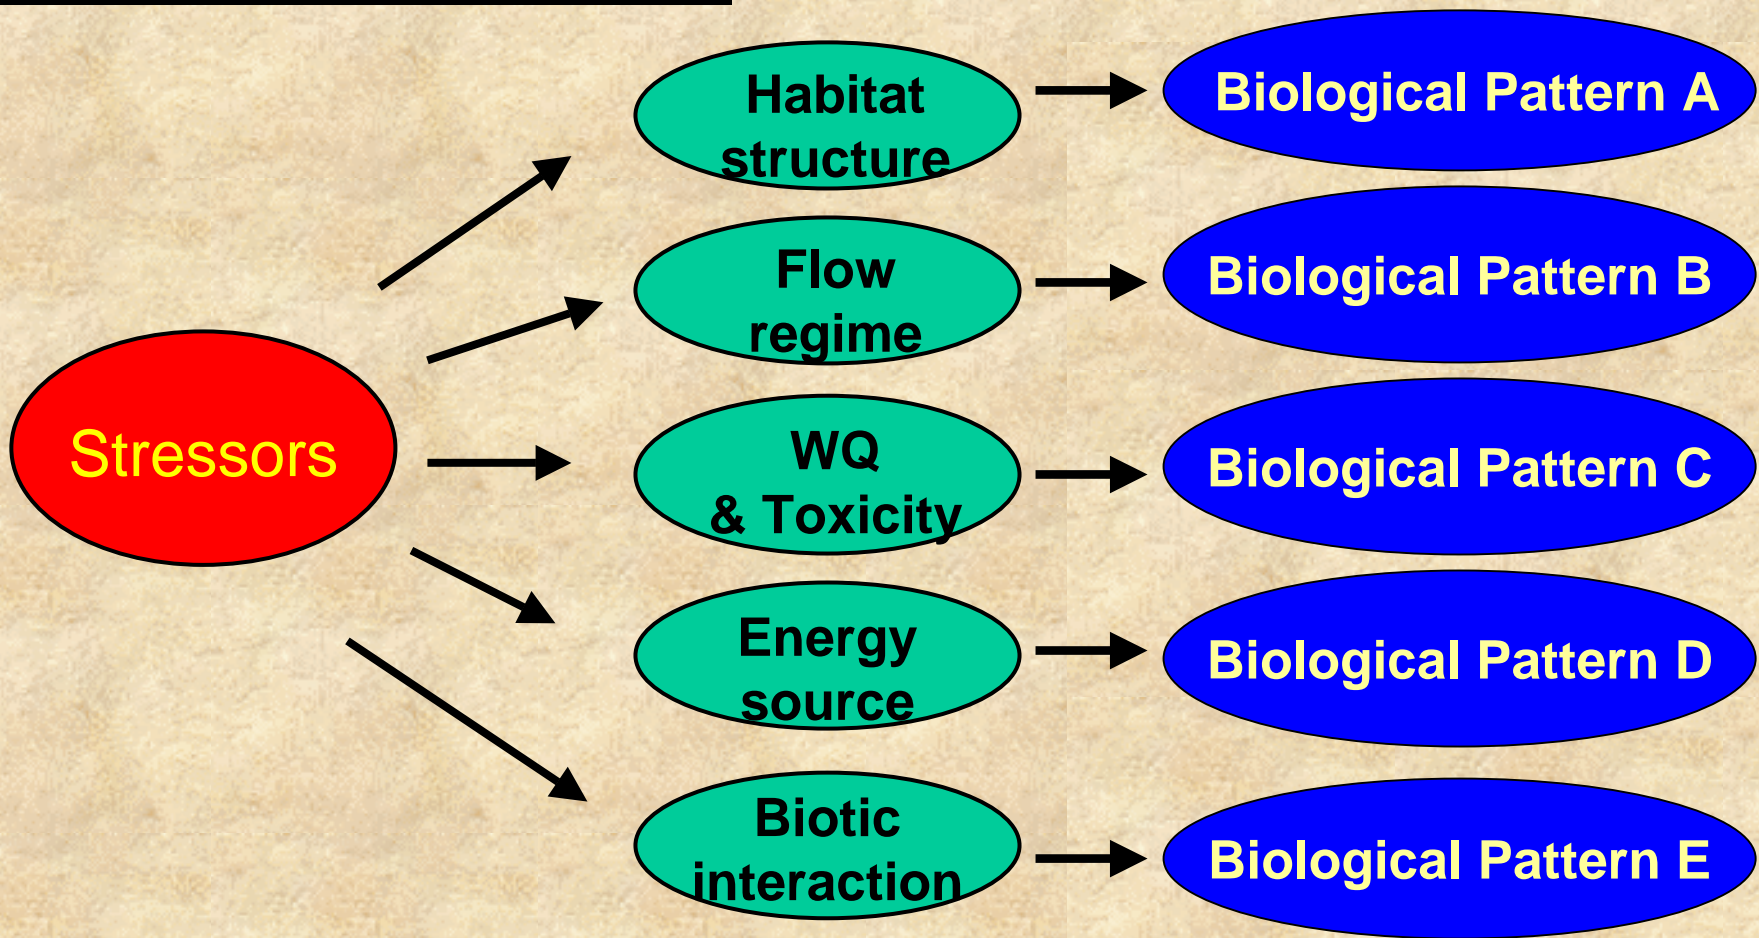 Habitat
structure
Biological Pattern A
Flow
regime
Biological Pattern B
Stressors
WQ
& Toxicity
Biological Pattern C
Energy
source
Biological Pattern D
Biotic
interaction
Biological Pattern E